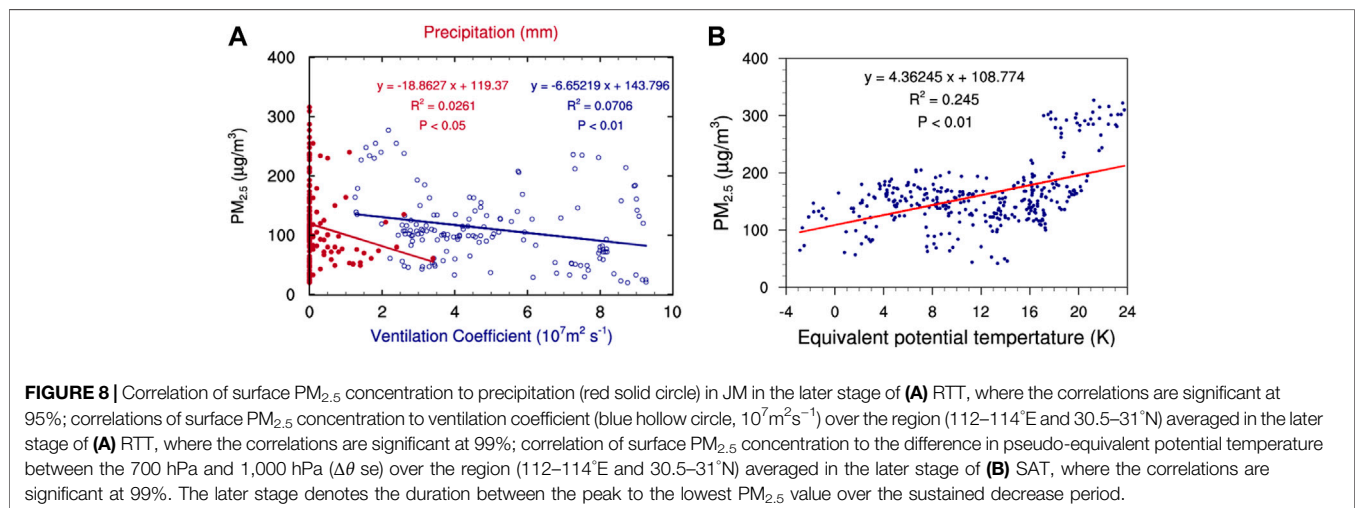 A
Precipitation (mm)
400
300
200
100
0
PM2.5 (μg/m³)
y = -18.8627 x + 119.37
R² = 0.0261
P < 0.05
y = -6.65219 x + 143.796
R² = 0.0706
P < 0.01
0 2 4 6 8 10
Ventilation Coefficient (10⁷m² s⁻¹)
B
400
300
200
100
0
PM2.5 (μg/m³)
y = 4.36245 x + 108.774
R² = 0.245
P < 0.01
-4 0 4 8 12 16 20 24
Equivalent potential tempertature (K)
FIGURE 8 | Correlation of surface PM2.5 concentration to precipitation (red solid circle) in JM in the later stage of (A) RTT, where the correlations are significant at
95%; correlations of surface PM2.5 concentration to ventilation coefficient (blue hollow circle, 10⁷m²s⁻¹) over the region (112–114°E and 30.5–31°N) averaged in the later
stage of (A) RTT, where the correlations are significant at 99%; correlation of surface PM2.5 concentration to the difference in pseudo-equivalent potential temperature
between the 700 hPa and 1,000 hPa (Δθ se) over the region (112–114°E and 30.5–31°N) averaged in the later stage of (B) SAT, where the correlations are
significant at 99%. The later stage denotes the duration between the peak to the lowest PM2.5 value over the sustained decrease period.